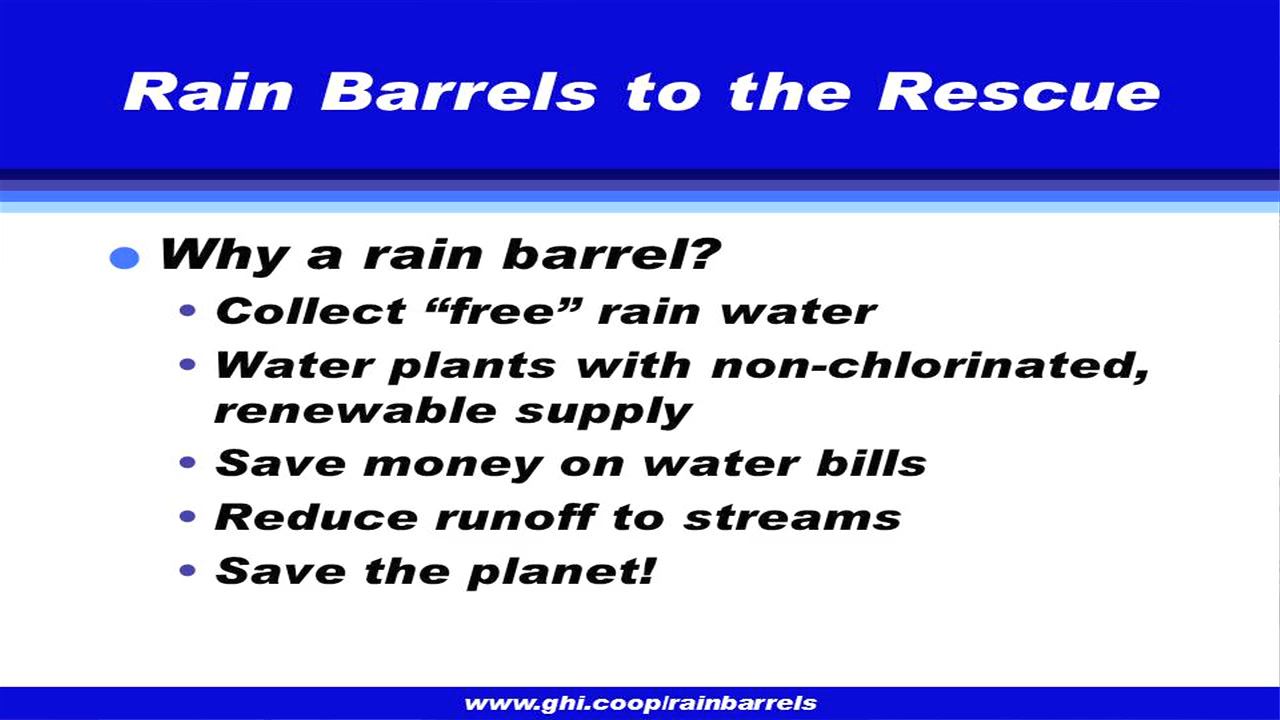 Rain Barrels to the Rescue
Why a rain barrel?
Collect “free” rain water
Water plants with non-chlorinated,
renewable supply
Save money on water bills
Reduce runoff to streams
Save the planet!
www.ghi.coop/rainbarrels